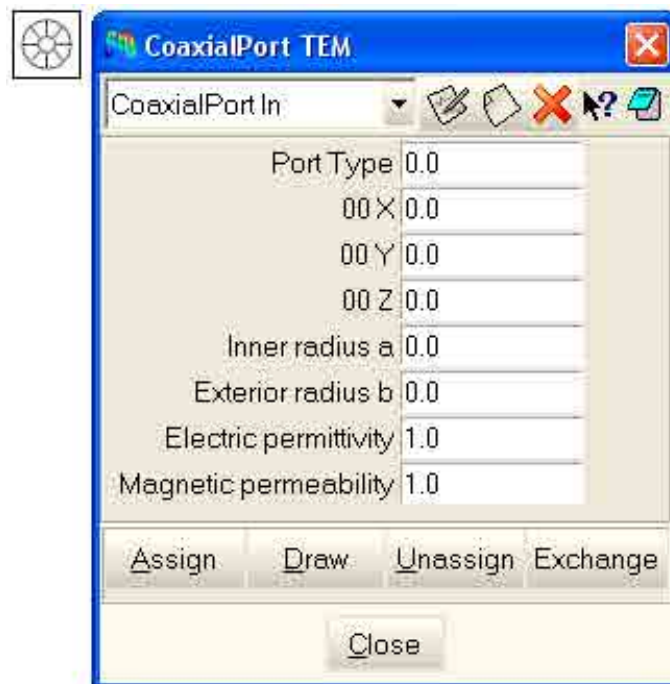 CoaxialPort TEM
CoaxialPort In
Port Type 0.0
00 X 0.0
00 Y 0.0
00 Z 0.0
Inner radius a 0.0
Exterior radius b 0.0
Electric permittivity 1.0
Magnetic permeability 1.0
Assign Draw Unassign Exchange
Close